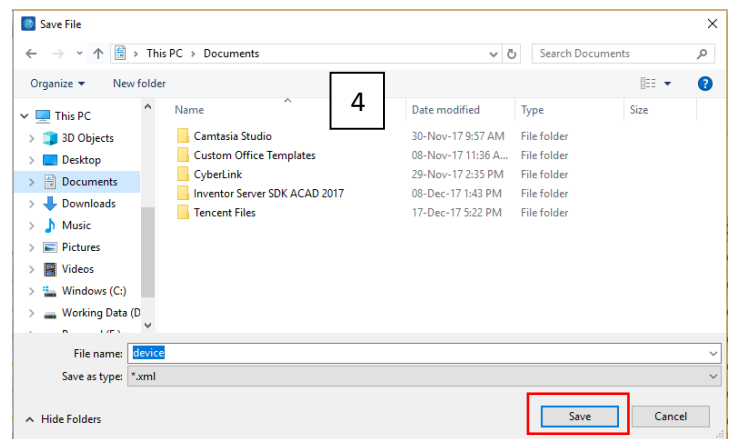 Save File
This PC > Documents
Search Documents
Organize
New folder
4
Name Date modified Type Size
This PC
3D Objects
Desktop
Documents
Downloads
Music
Pictures
Videos
Windows (C:)
Working Data (D
Camtasia Studio 30-Nov-17 9:57 AM File folder
Custom Office Templates 08-Nov-17 11:36 A... File folder
CyberLink 29-Nov-17 2:35 PM File folder
Inventor Server SDK ACAD 2017 08-Dec-17 1:43 PM File folder
Tencent Files 17-Dec-17 5:22 PM File folder
File name: device
Save as type: *.xml
Hide Folders
Save
Cancel